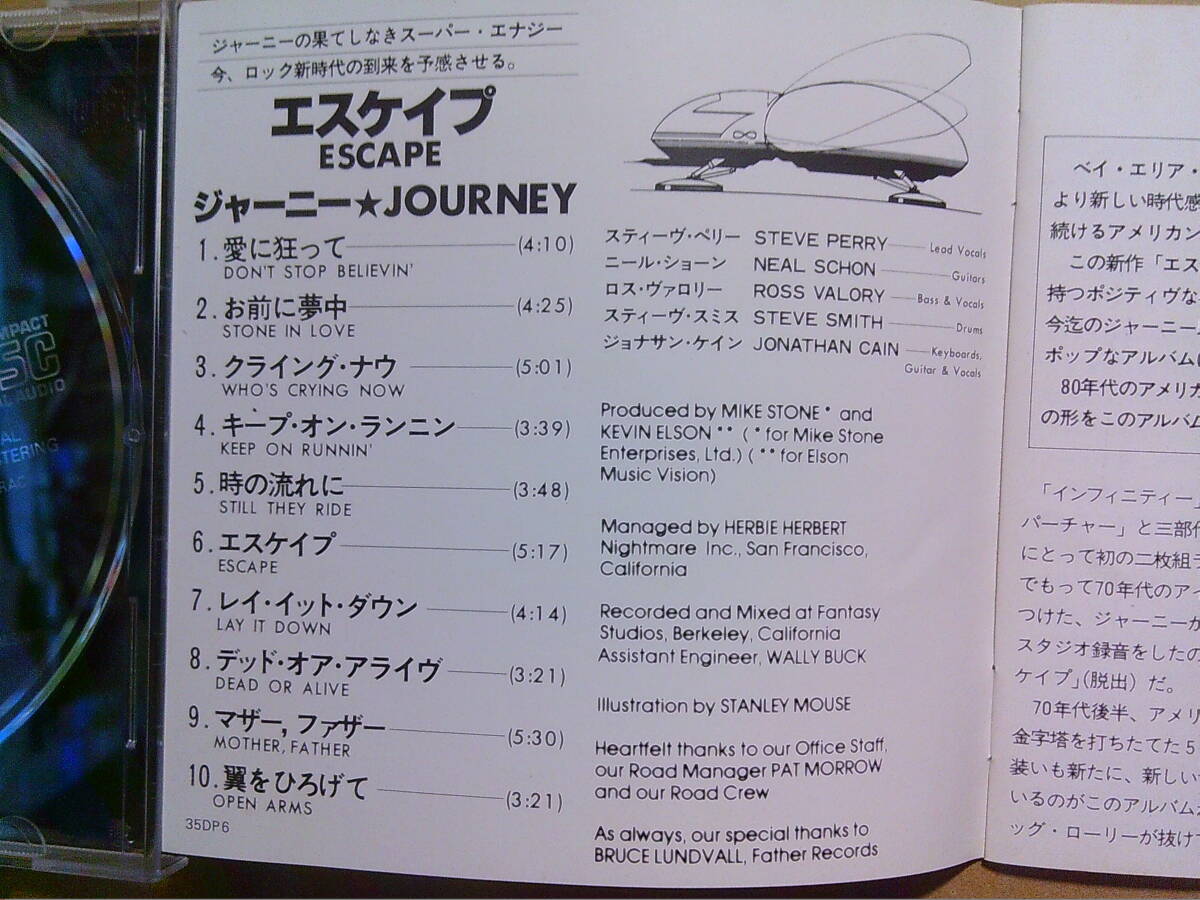 ジャーニーの果てしなきスーパー・エナジー
今、ロック新時代の到来を予感させる。
エスケイプ
ESCAPE
ジャーニー★JOURNEY
1. 愛に狂って (4:10)
DON'T STOP BELIEVIN'
2. お前に夢中 (4:25)
STONE IN LOVE
3. クライング・ナウ (5:01)
WHO'S CRYING NOW
4. キープ・オン・ランニン (3:39)
KEEP ON RUNNIN'
5. 時の流れに (3:48)
STILL THEY RIDE
6. エスケイプ (5:17)
ESCAPE
7. レイ・イット・ダウン (4:14)
LAY IT DOWN
8. デッド・オア・アライヴ (3:21)
DEAD OR ALIVE
9. マザー, ファザー (5:30)
MOTHER, FATHER
10. 翼をひろげて (3:21)
OPEN ARMS
35DP6
スティーヴ・ペリー STEVE PERRY Lead Vocals
ニール・ショーン NEAL SCHON Guitars
ロス・ヴァロリー ROSS VALORY Bass & Vocals
スティーヴ・スミス STEVE SMITH Drums
ジョナサン・ケイン JONATHAN CAIN Keyboards,
Guitar & Vocals
Produced by MIKE STONE* and
KEVIN ELSON** (*for Mike Stone
Enterprises, Ltd.) (**for Elson
Music Vision)
Managed by HERBIE HERBERT
Nightmare Inc., San Francisco,
California
Recorded and Mixed at Fantasy
Studios, Berkeley, California
Assistant Engineer, WALLY BUCK
Illustration by STANLEY MOUSE
Heartfelt thanks to our Office Staff,
our Road Manager PAT MORROW
and our Road Crew
As always, our special thanks to
BRUCE LUNDVALL, Father Records
ベイ・エリア・
より新しい時代感
続けるアメリカン
この新作「エス
持つポジティヴな
今迄のジャーニー
ポップなアルバムに
80年代のアメリカ
の形をこのアルバム
「インフィニティー」
パーチャー」と三部作
にとって初の二枚組
でもって70年代のアイ
つけた、ジャーニーが
スタジオ録音をしたの
ケイプ」(脱出) だ。
70年代後半、アメリ
金字塔を打ちたてた5
装いも新たに、新しい
いるのがこのアルバム
ッグ・ローリーが抜けて
MPACT
SC
AL AUDIO
AL
STERING
RAC